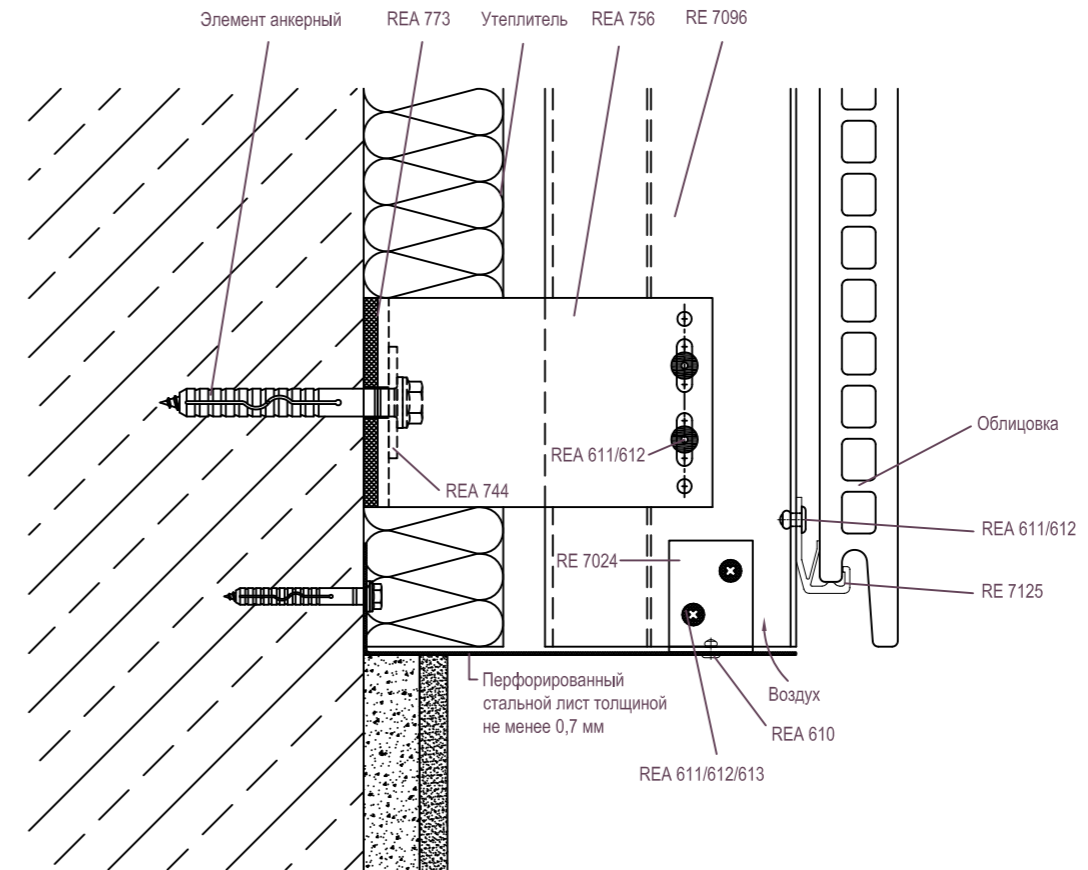 Элемент анкерный
REA 773
Утеплитель
REA 756
RE 7096
Облицовка
REA 611/612
REA 744
REA 611/612
RE 7024
RE 7125
Перфорированный
стальной лист толщиной
не менее 0,7 мм
Воздух
REA 610
REA 611/612/613